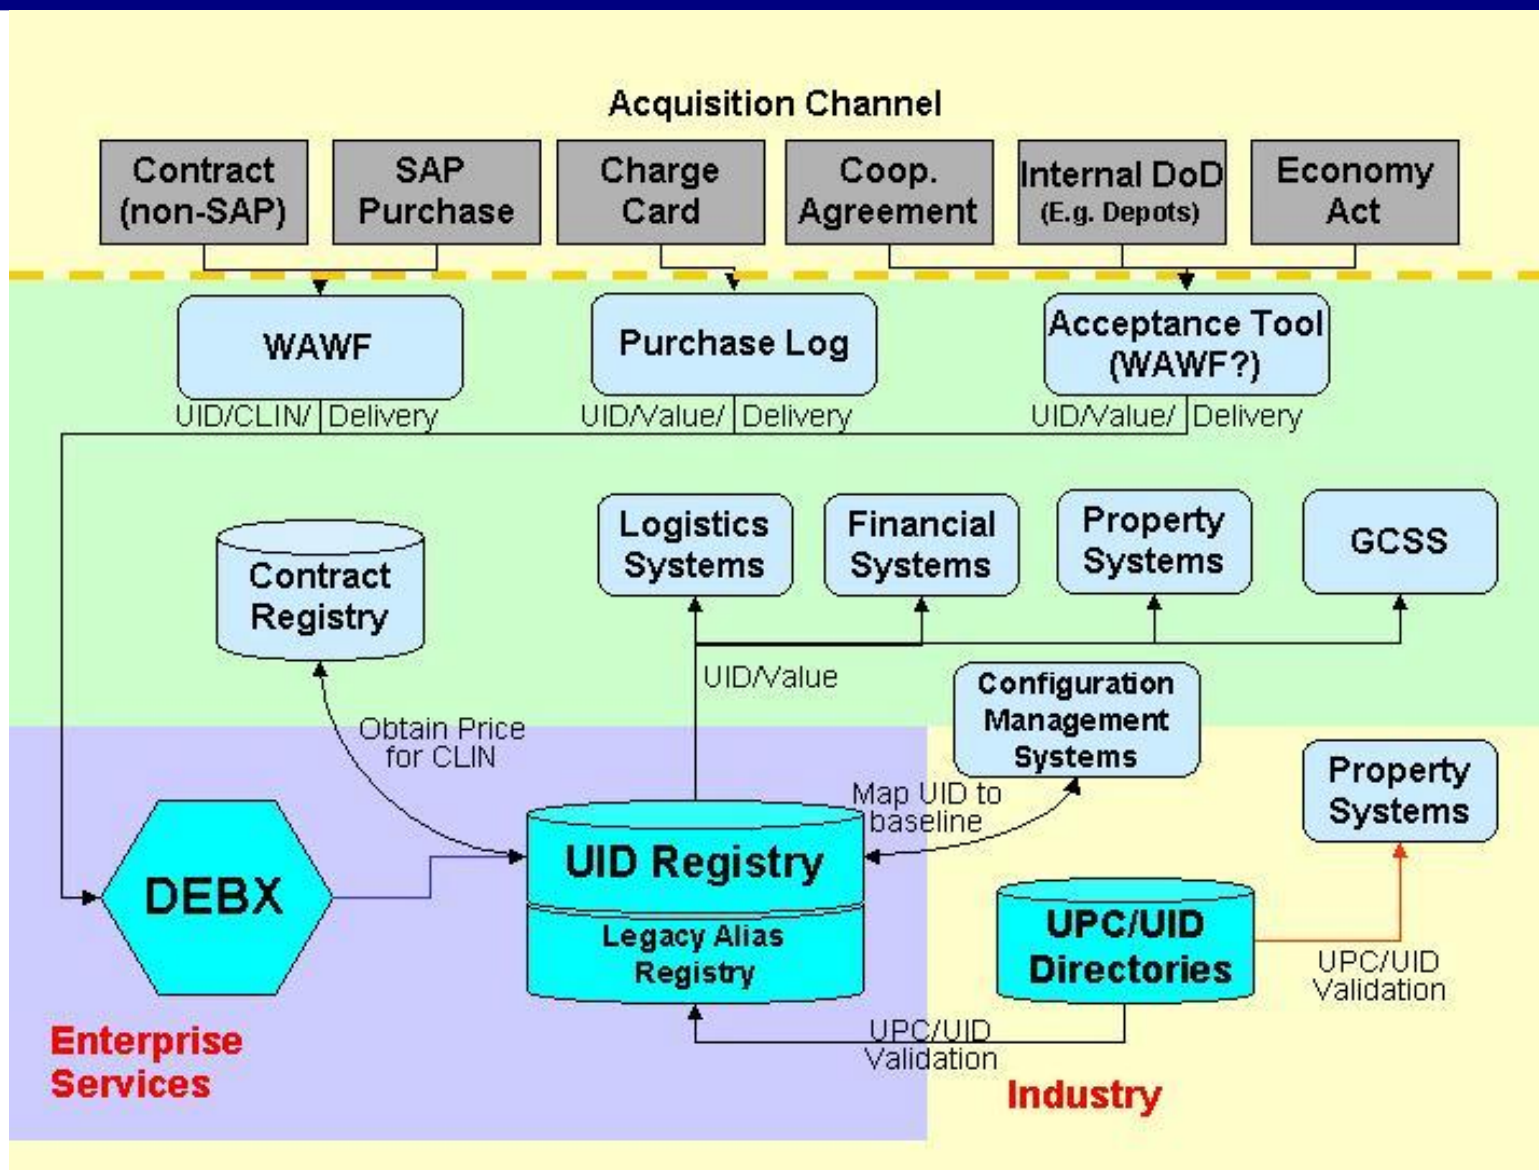 Acquisition Channel
Contract
(non-SAP)
SAP
Purchase
Charge
Card
Coop.
Agreement
Internal DoD
(E.g. Depots)
Economy
Act
WAWF
Purchase Log
Acceptance Tool
(WAWF?)
UID/CLIN/ Delivery
UID/Value/ Delivery
UID/Value/ Delivery
Contract
Registry
Logistics
Systems
Financial
Systems
Property
Systems
GCSS
UID/Value
Configuration
Management
Systems
Obtain Price
for CLIN
Map UID to
baseline
Property
Systems
DEBX
UID Registry
Legacy Alias
Registry
UPC/UID
Directories
UPC/UID
Validation
UPC/UID
Validation
Enterprise
Services
Industry